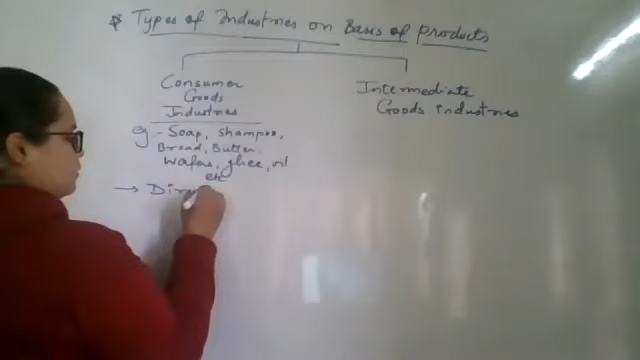 * Types of Industries on Basis of Products
Consumer
Goods
Industries
Intermediate
Goods industries
eg :- Soap, Shampoo,
Bread, Butter,
Wafers, ghee, oil
etc
→ Dire